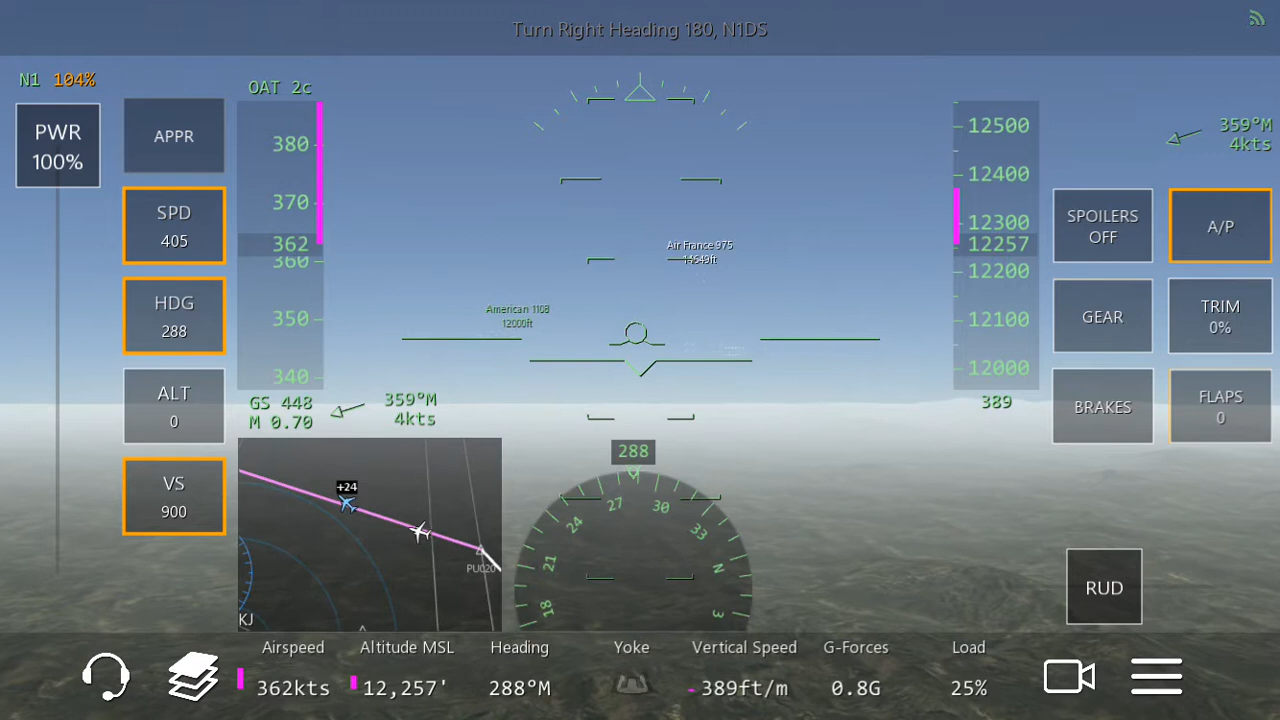 Turn Right Heading 180, N1DS
N1 104%
PWR
100%
APPR
SPD
405
HDG
288
ALT
0
VS
900
OAT 2c
380
370
362
360
350
340
GS 448
M 0.70
359°M
4kts
Air France 975
14649ft
American 1108
12000ft
12500
12400
12300
12257
12200
12100
12000
389
359°M
4kts
SPOILERS
OFF
A/P
GEAR
TRIM
0%
BRAKES
FLAPS
0
RUD
+24
PU020
KJ
288
18
21
24
27
30
33
N
3
Airspeed
362kts
Altitude MSL
12,257'
Heading
288°M
Yoke
Vertical Speed
-389ft/m
G-Forces
0.8G
Load
25%